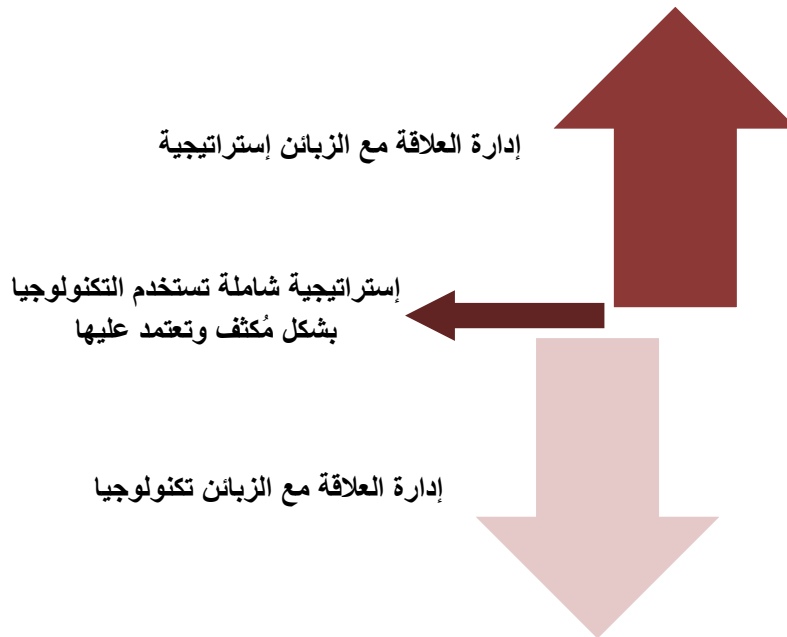 إدارة العلاقة مع الزبائن إستراتيجية
إستراتيجية شاملة تستخدم التكنولوجيا
بشكل مُكثف وتعتمد عليها
إدارة العلاقة مع الزبائن تكنولوجيا